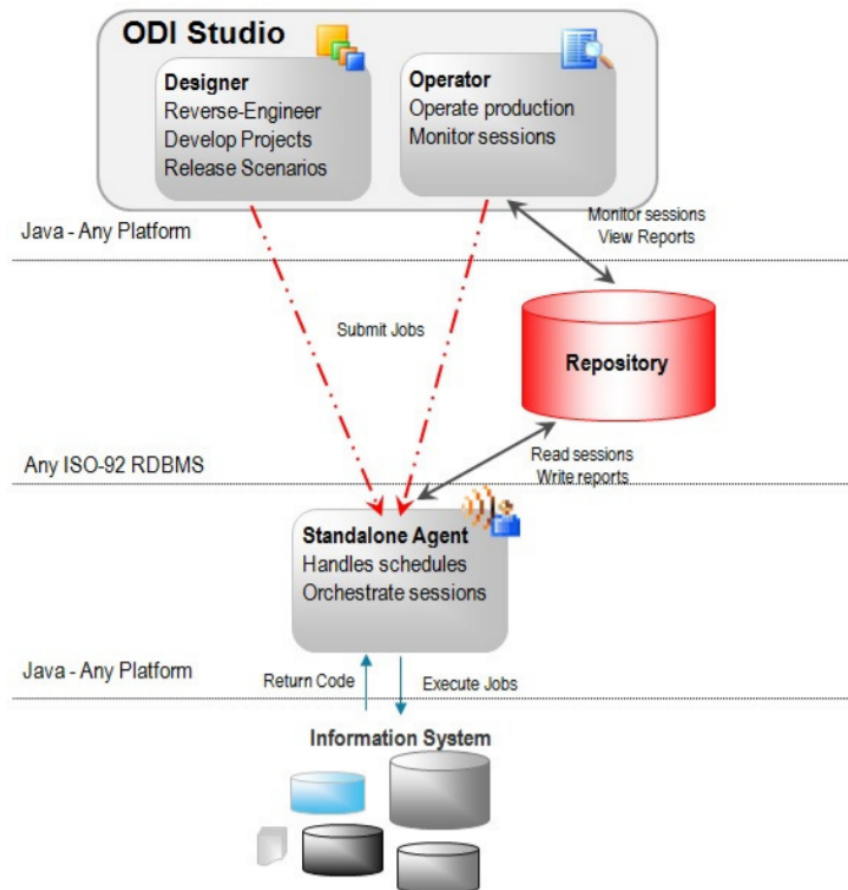 ODI Studio
Designer
Reverse-Engineer
Develop Projects
Release Scenarios
Operator
Operate production
Monitor sessions
Monitor sessions
View Reports
Java - Any Platform
Submit Jobs
Repository
Any ISO-92 RDBMS
Read sessions
Write reports
Standalone Agent
Handles schedules
Orchestrate sessions
Java - Any Platform
Return Code
Execute Jobs
Information System